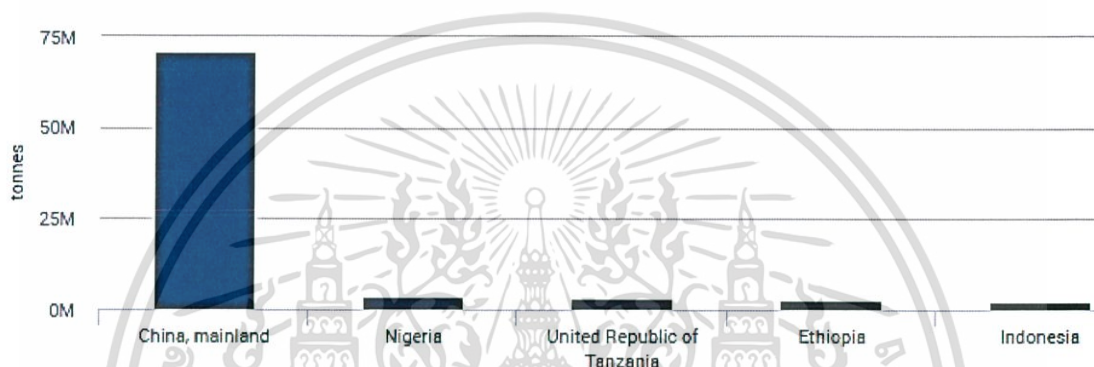 75M
50M
25M
0M
tonnes
China, mainland
Nigeria
United Republic of
Tanzania
Ethiopia
Indonesia